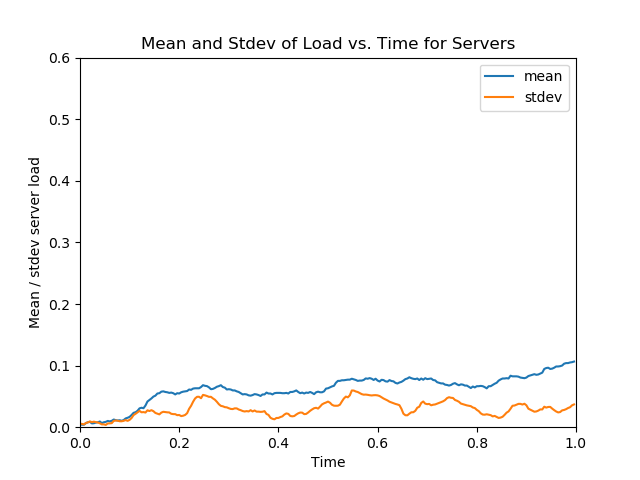 Mean and Stdev of Load vs. Time for Servers
mean
stdev
Mean / stdev server load
0.6
0.5
0.4
0.3
0.2
0.1
0.0
0.0 0.2 0.4 0.6 0.8 1.0
Time